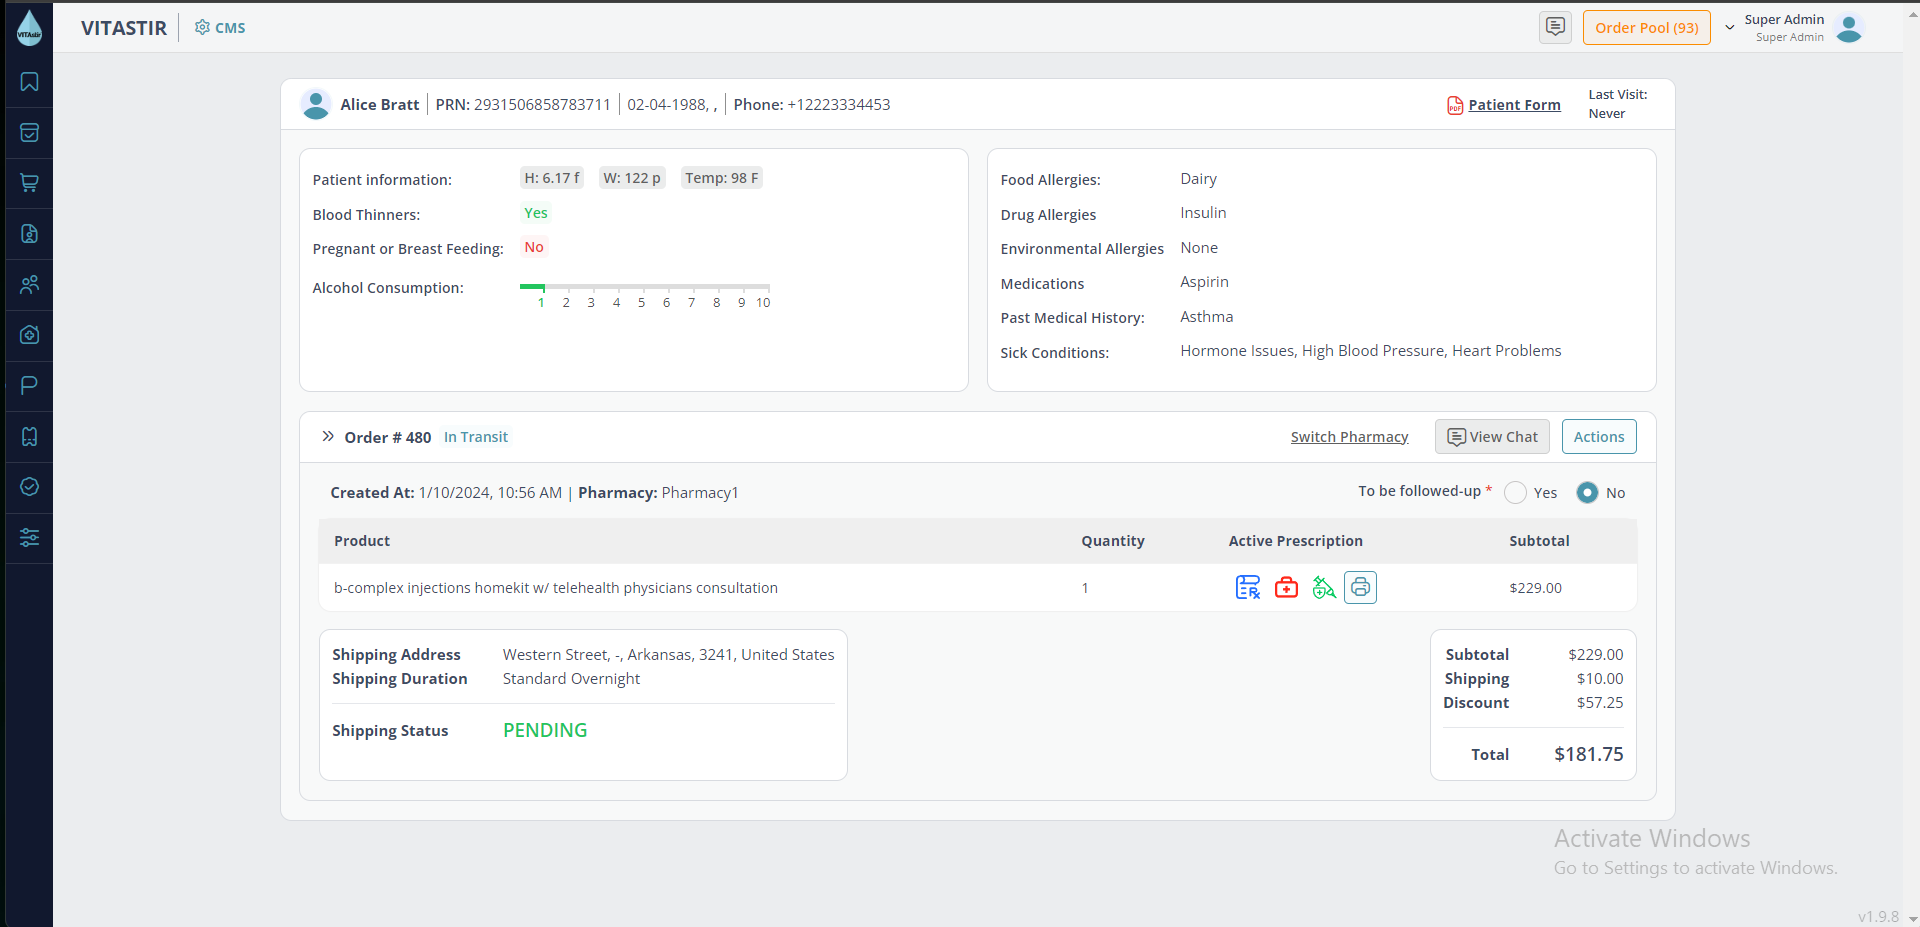 VITAstir
VITASTIR
CMS
Order Pool (93)
Super Admin
Super Admin
Alice Bratt
PRN: 2931506858783711
02-04-1988, ,
Phone: +12223334453
PDF
Patient Form
Last Visit:
Never
Patient information:
H: 6.17 f
W: 122 p
Temp: 98 F
Blood Thinners:
Yes
Pregnant or Breast Feeding:
No
Alcohol Consumption:
1 2 3 4 5 6 7 8 9 10
Food Allergies:
Dairy
Drug Allergies
Insulin
Environmental Allergies
None
Medications
Aspirin
Past Medical History:
Asthma
Sick Conditions:
Hormone Issues, High Blood Pressure, Heart Problems
Order # 480
In Transit
Switch Pharmacy
View Chat
Actions
Created At: 1/10/2024, 10:56 AM | Pharmacy: Pharmacy1
To be followed-up *
Yes
No
Product
Quantity
Active Prescription
Subtotal
b-complex injections homekit w/ telehealth physicians consultation
1
$229.00
Shipping Address
Western Street, -, Arkansas, 3241, United States
Shipping Duration
Standard Overnight
Shipping Status
PENDING
Subtotal
$229.00
Shipping
$10.00
Discount
$57.25
Total
$181.75
Activate Windows
Go to Settings to activate Windows.
v1.9.8